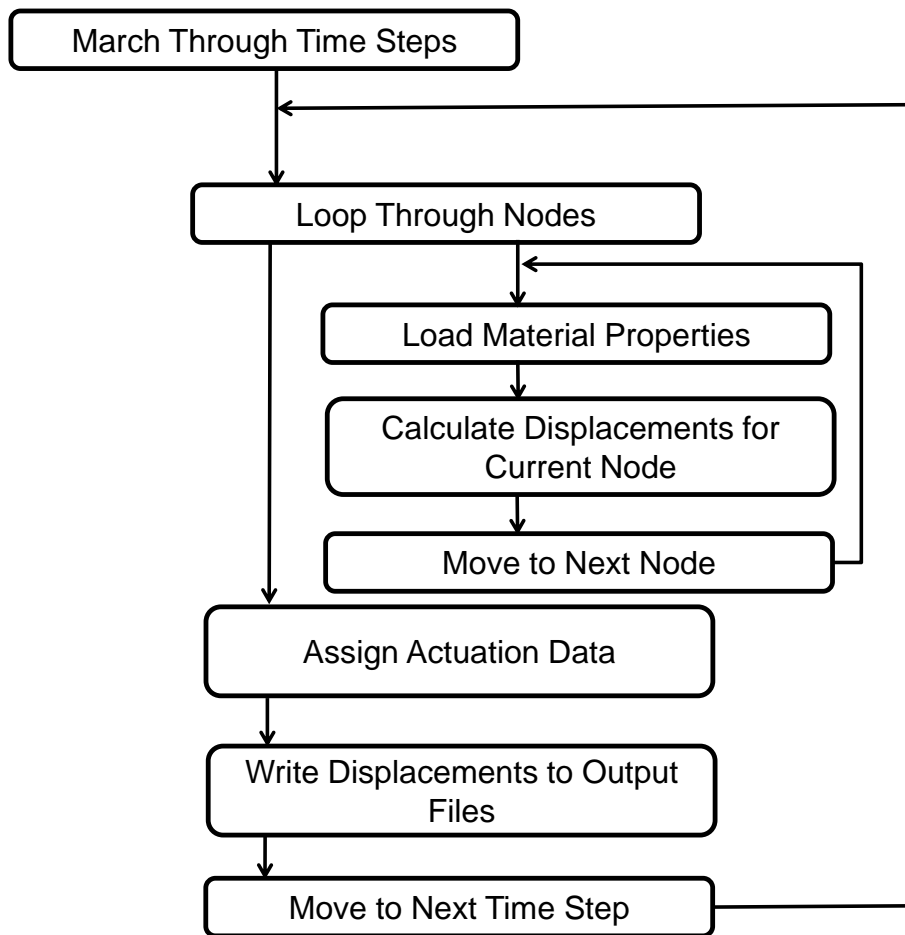 March Through Time Steps
Loop Through Nodes
Load Material Properties
Calculate Displacements for
Current Node
Move to Next Node
Assign Actuation Data
Write Displacements to Output
Files
Move to Next Time Step